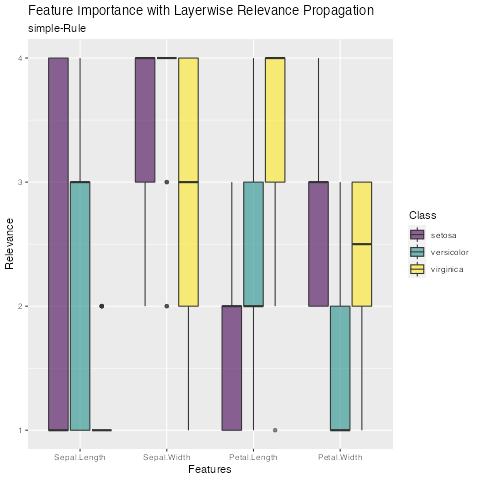 Feature Importance with Layerwise Relevance Propagation
simple-Rule
4
3
2
1
Relevance
Sepal.Length Sepal.Width Petal.Length Petal.Width
Features
Class
setosa
versicolor
virginica